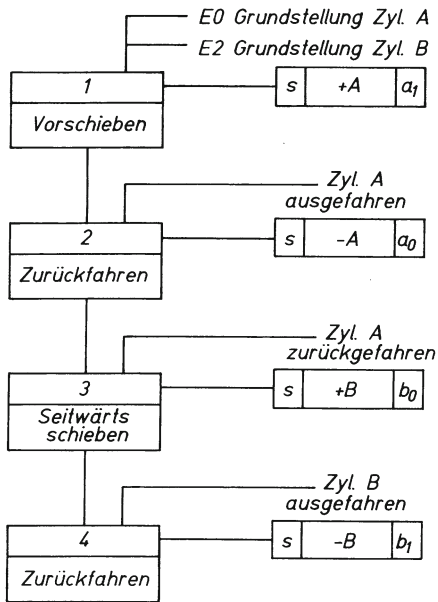 E0 Grundstellung Zyl. A
E2 Grundstellung Zyl. B
1
s +A a1
Vorschieben
Zyl. A
ausgefahren
2
s -A a0
Zurückfahren
Zyl. A
zurückgefahren
3
s +B b0
Seitwärts
schieben
Zyl. B
ausgefahren
4
s -B b1
Zurückfahren